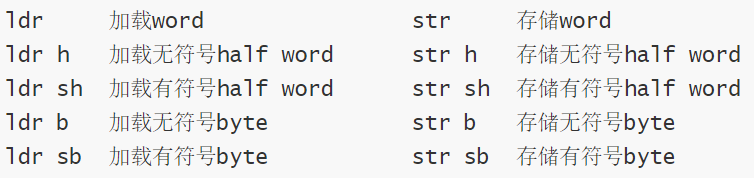 ldr 加载word str 存储word
ldr h 加载无符号half word str h 存储无符号half word
ldr sh 加载有符号half word str sh 存储有符号half word
ldr b 加载无符号byte str b 存储无符号byte
ldr sb 加载有符号byte str sb 存储有符号byte